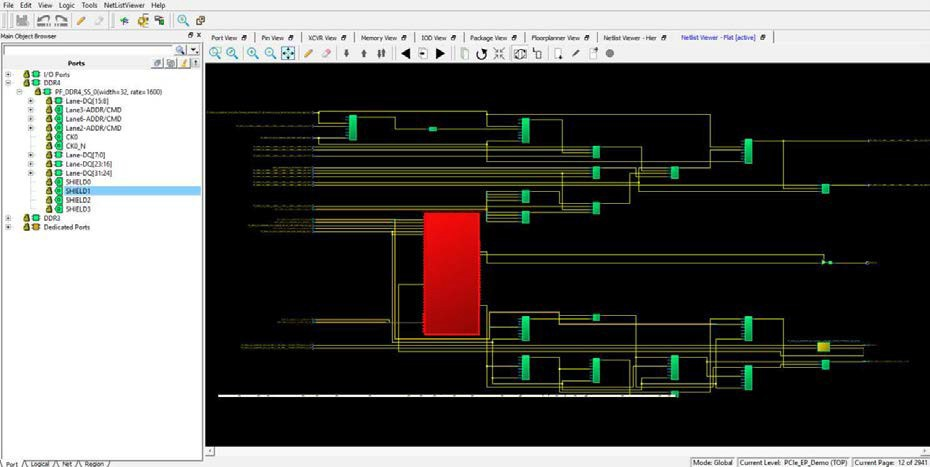 File Edit View Logic Tools NetListViewer Help
Main Object Browser
Port View Pin View XCVR View Memory View IOD View Package View Floorplanner View Netlist Viewer - Hier Netlist Viewer - Flat [active]
Ports
I/O Ports
DDR4
PF_DDR4_SS_0(width=32, rate=1600)
Lane-DQ[15:8]
Lane3-ADDR/CMD
Lane6-ADDR/CMD
Lane2-ADDR/CMD
CK0
CK0_N
Lane-DQ[7:0]
Lane-DQ[23:16]
Lane-DQ[31:24]
SHIELD0
SHIELD1
SHIELD2
SHIELD3
DDR3
Dedicated Ports
Port Logical Net Region
Mode: Global Current Level: PCIe_EP_Demo (TOP) Current Page: 12 of 2941